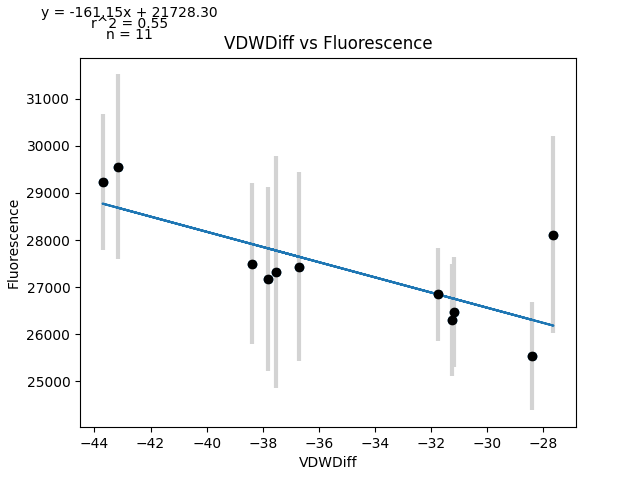 y = -161.15x + 21728.30
r^2 = 0.55
n = 11
VDWDiff vs Fluorescence
31000
30000
29000
28000
27000
26000
25000
Fluorescence
−44 −42 −40 −38 −36 −34 −32 −30 −28
VDWDiff